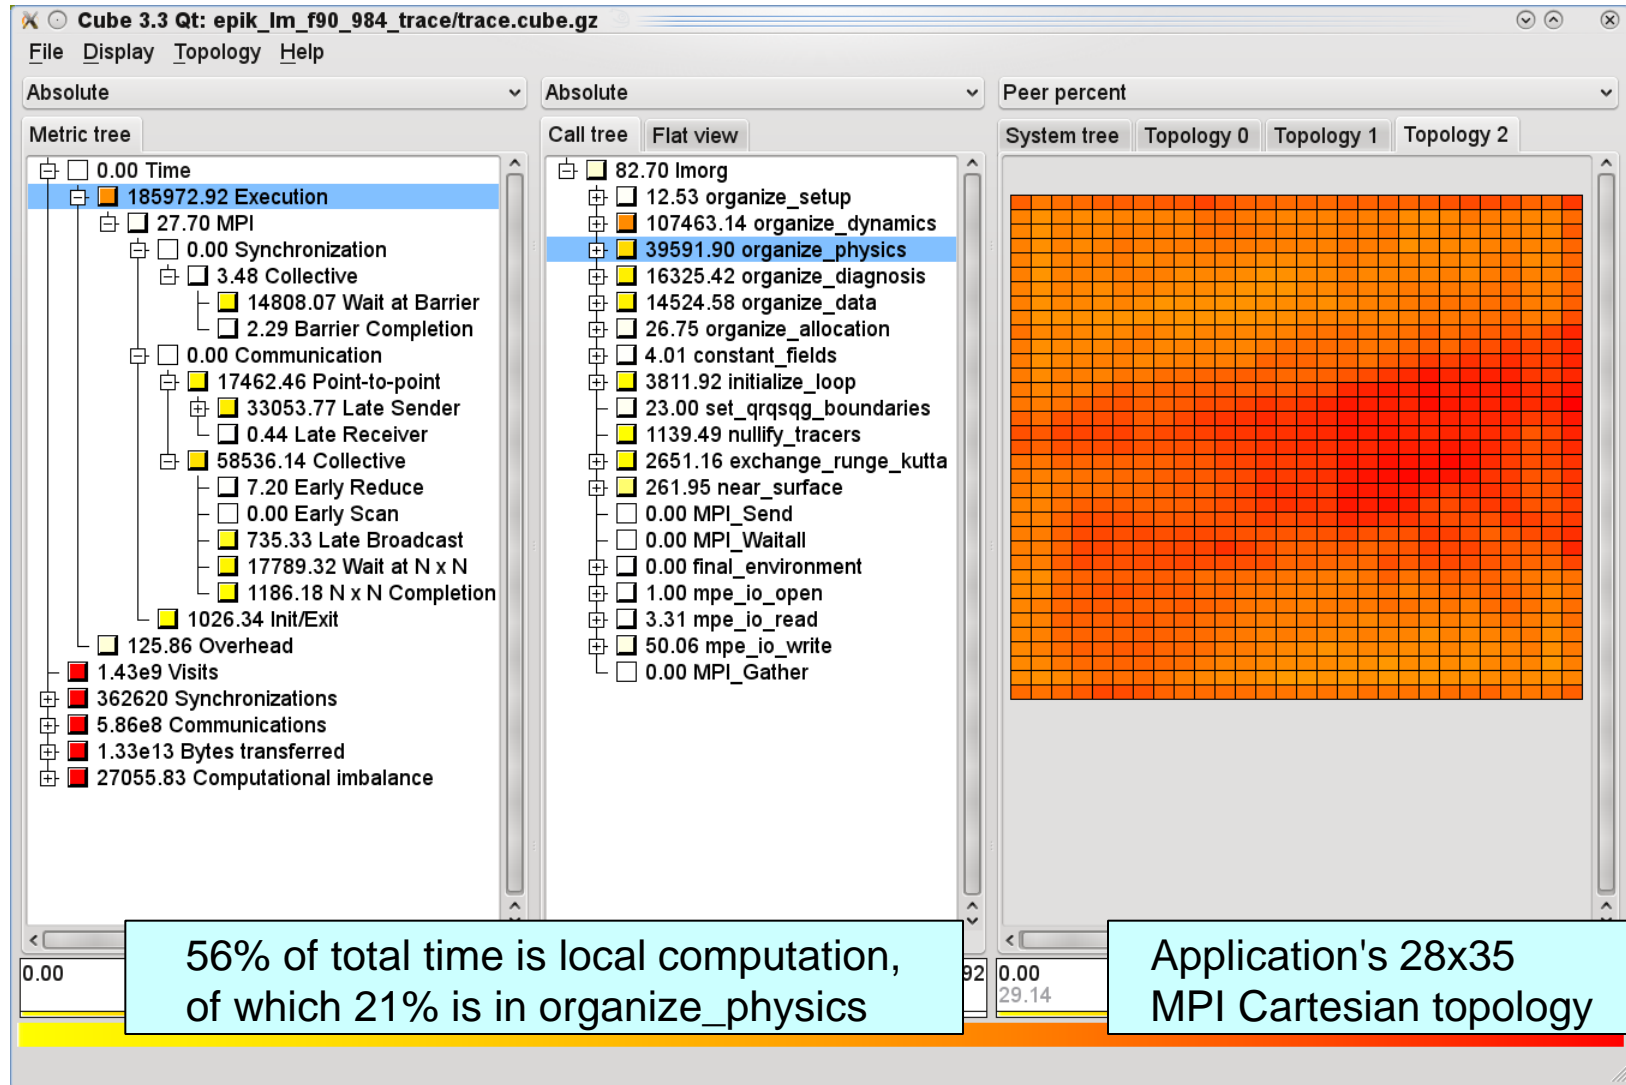 Cube 3.3 Qt: epik_lm_f90_984_trace/trace.cube.gz
File Display Topology Help
Absolute
Absolute
Peer percent
Metric tree
Call tree Flat view
System tree Topology 0 Topology 1 Topology 2
0.00 Time
185972.92 Execution
27.70 MPI
0.00 Synchronization
3.48 Collective
14808.07 Wait at Barrier
2.29 Barrier Completion
0.00 Communication
17462.46 Point-to-point
33053.77 Late Sender
0.44 Late Receiver
58536.14 Collective
7.20 Early Reduce
0.00 Early Scan
735.33 Late Broadcast
17789.32 Wait at N x N
1186.18 N x N Completion
1026.34 Init/Exit
125.86 Overhead
1.43e9 Visits
362620 Synchronizations
5.86e8 Communications
1.33e13 Bytes transferred
27055.83 Computational imbalance
82.70 lmorg
12.53 organize_setup
107463.14 organize_dynamics
39591.90 organize_physics
16325.42 organize_diagnosis
14524.58 organize_data
26.75 organize_allocation
4.01 constant_fields
3811.92 initialize_loop
23.00 set_qrqsqg_boundaries
1139.49 nullify_tracers
2651.16 exchange_runge_kutta
261.95 near_surface
0.00 MPI_Send
0.00 MPI_Waitall
0.00 final_environment
1.00 mpe_io_open
3.31 mpe_io_read
50.06 mpe_io_write
0.00 MPI_Gather
0.00
92
0.00
29.14
56% of total time is local computation,
of which 21% is in organize_physics
Application's 28x35
MPI Cartesian topology